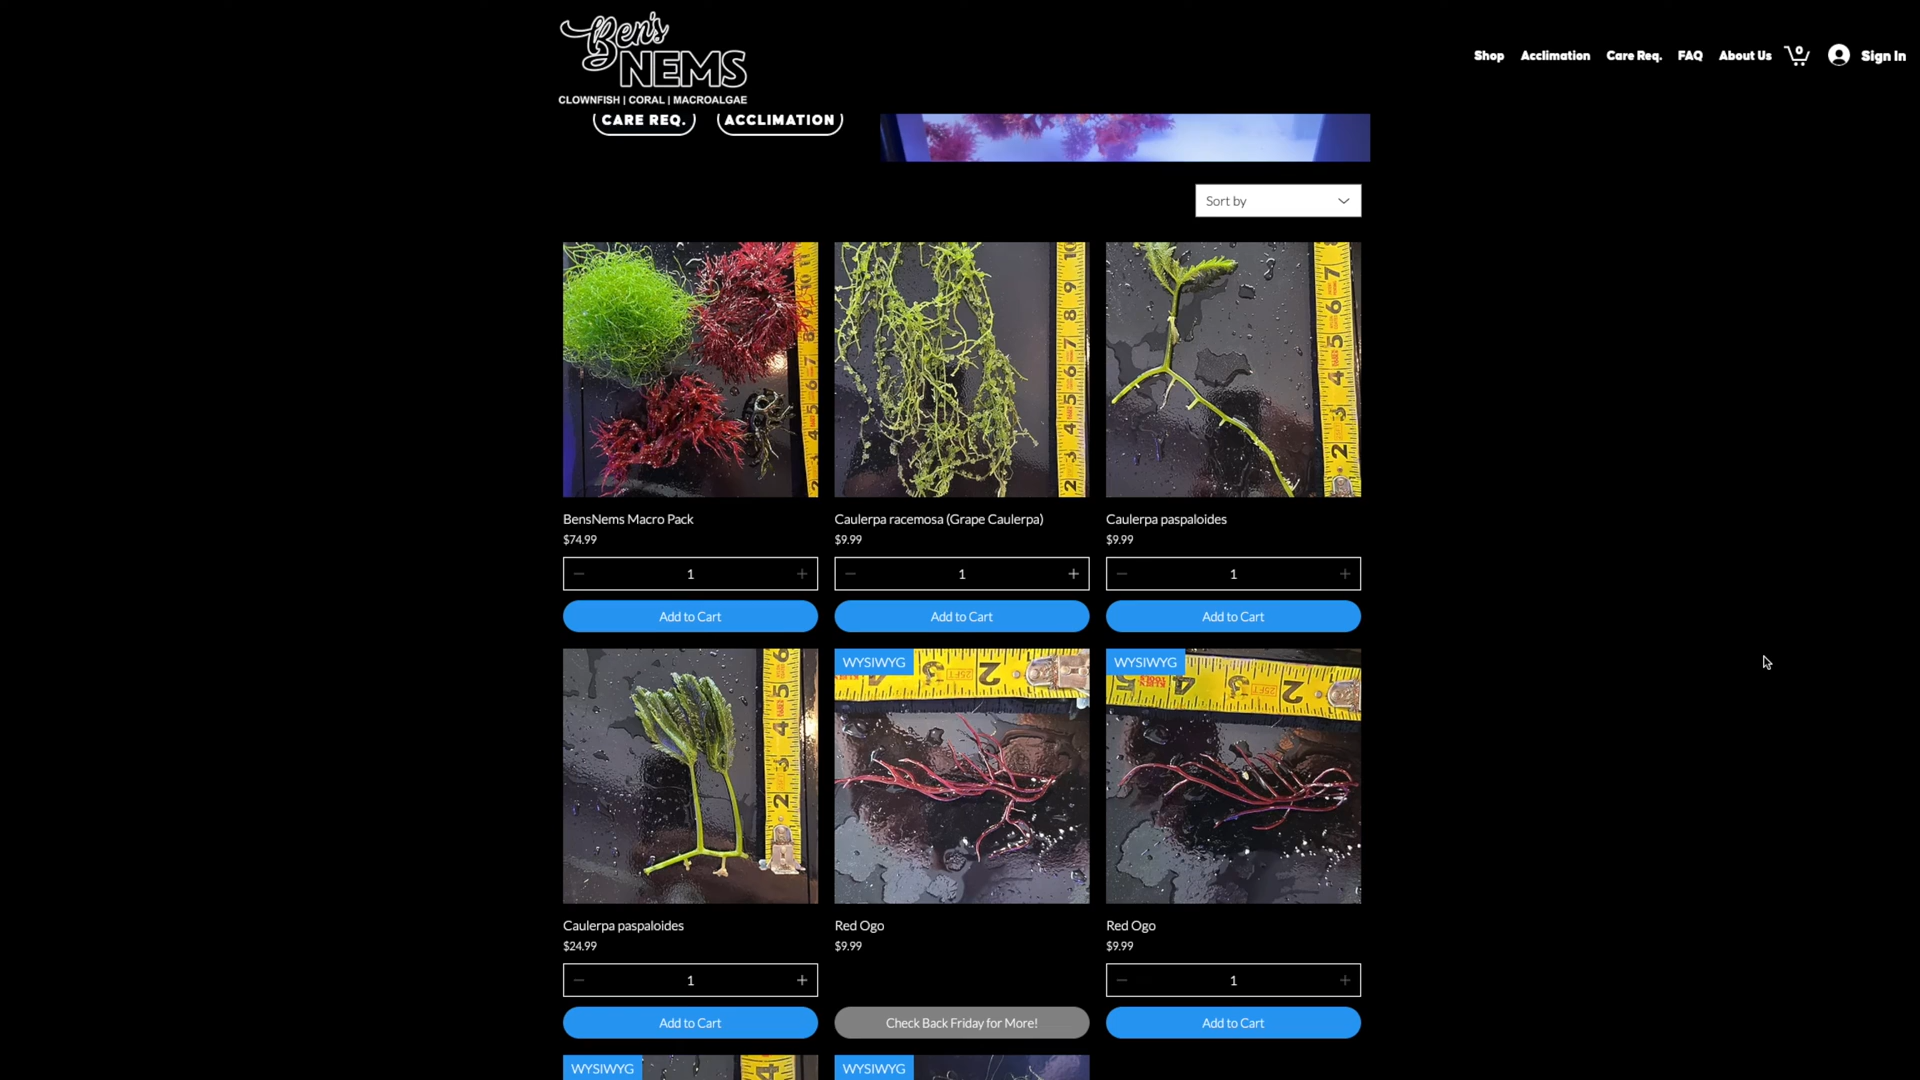 Ben's
NEMS
CLOWNFISH | CORAL | MACROALGAE
Shop Acclimation Care Req. FAQ About Us 0 Sign In
CARE REQ. ACCLIMATION
Sort by
BensNems Macro Pack
$74.99
1
Add to Cart
Caulerpa racemosa (Grape Caulerpa)
$9.99
1
Add to Cart
Caulerpa paspaloides
$9.99
1
Add to Cart
Caulerpa paspaloides
$24.99
1
Add to Cart
WYSIWYG
Red Ogo
$9.99
Check Back Friday for More!
WYSIWYG
Red Ogo
$9.99
1
Add to Cart
WYSIWYG
WYSIWYG